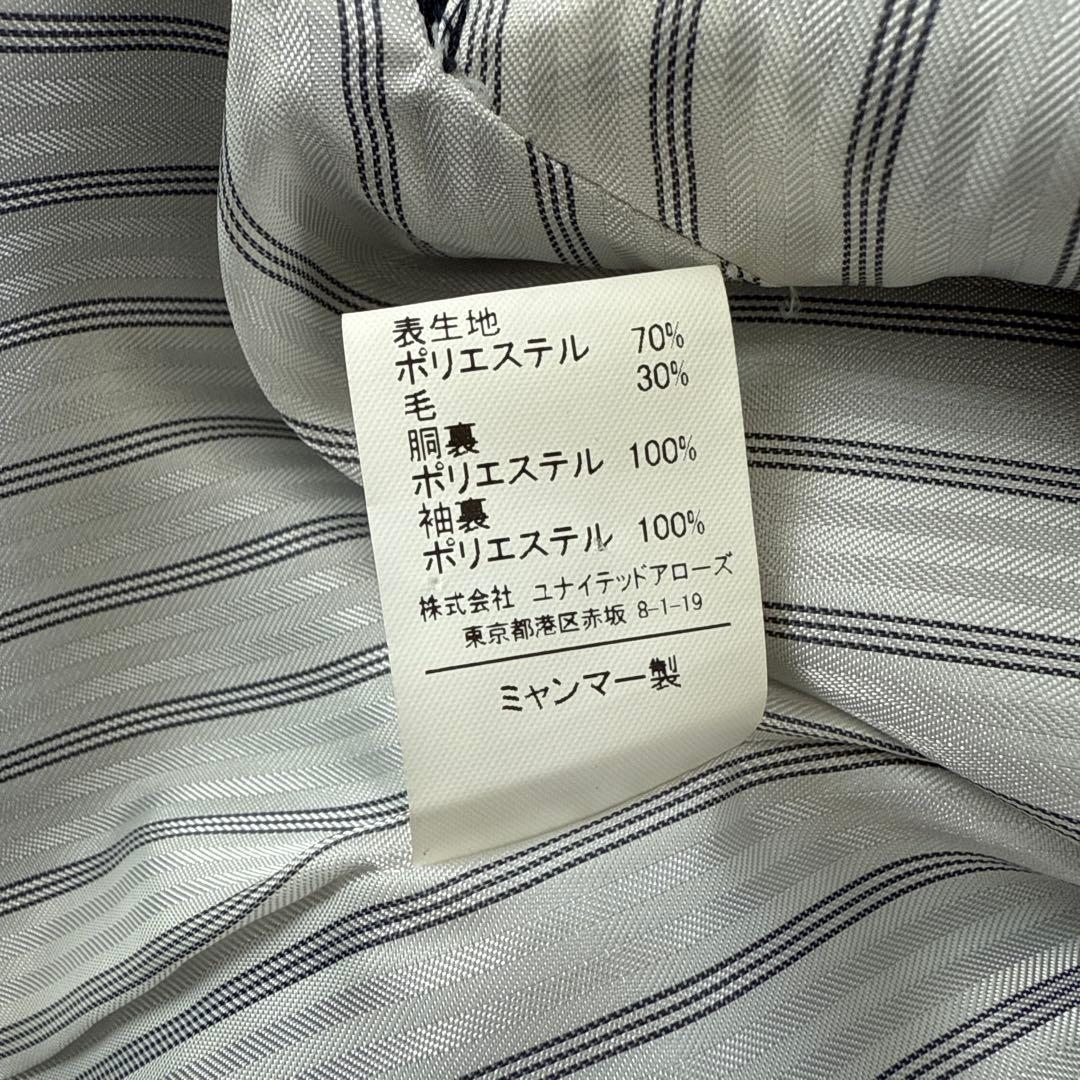 表生地
ポリエステル 70%
毛 30%
胴裏
ポリエステル 100%
袖裏
ポリエステル 100%
株式会社 ユナイテッドアローズ
東京都港区赤坂 8-1-19
ミャンマー製